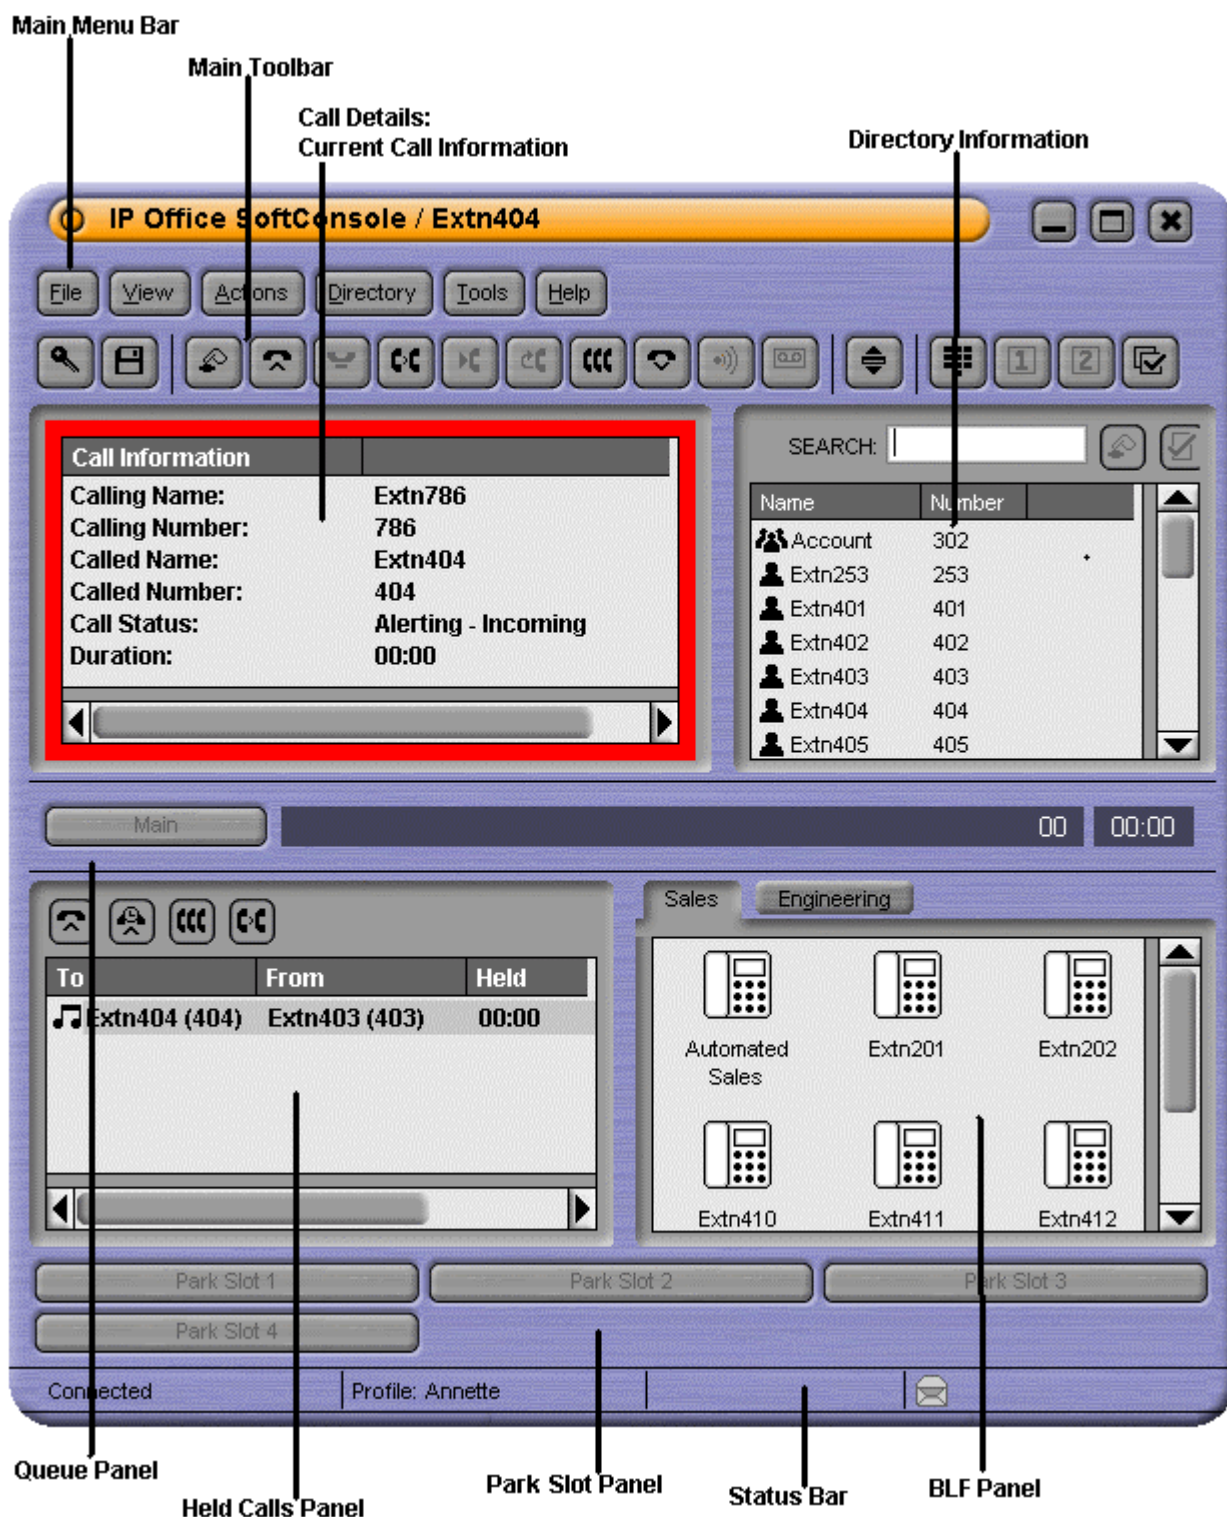 Main Menu Bar
Main Toolbar
Call Details:
Current Call Information
Directory Information
IP Office SoftConsole / Extn404
File View Actions Directory Tools Help
1 2
Call Information
Calling Name: Extn786
Calling Number: 786
Called Name: Extn404
Called Number: 404
Call Status: Alerting - Incoming
Duration: 00:00
SEARCH:
Name Number
Account 302
Extn253 253
Extn401 401
Extn402 402
Extn403 403
Extn404 404
Extn405 405
Main 00 00:00
To From Held
Extn404 (404) Extn403 (403) 00:00
Sales Engineering
Automated Sales
Extn201
Extn202
Extn410
Extn411
Extn412
Park Slot 1 Park Slot 2 Park Slot 3
Park Slot 4
Connected Profile: Annette
Queue Panel
Held Calls Panel
Park Slot Panel
Status Bar
BLF Panel